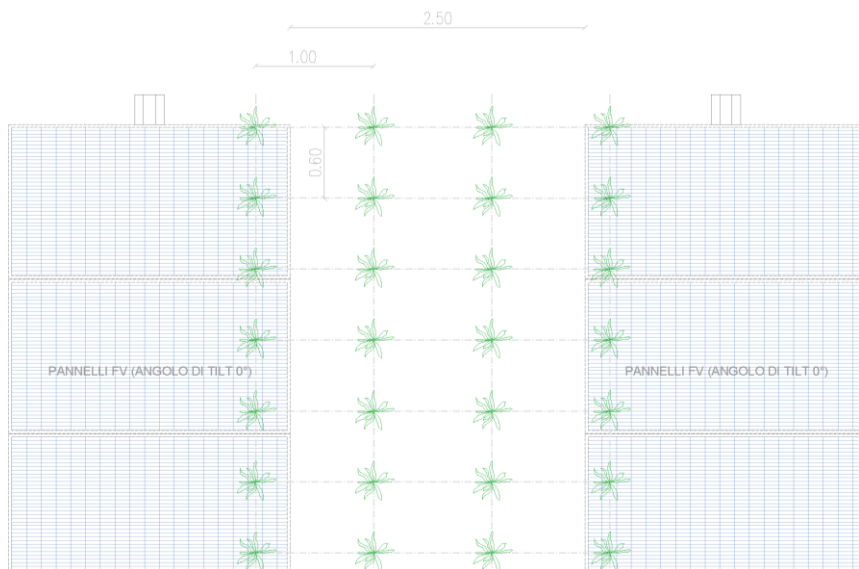 2.50
1.00
0.60
PANNELLI FV (ANGOLO DI TILT 0°)
PANNELLI FV (ANGOLO DI TILT 0°)